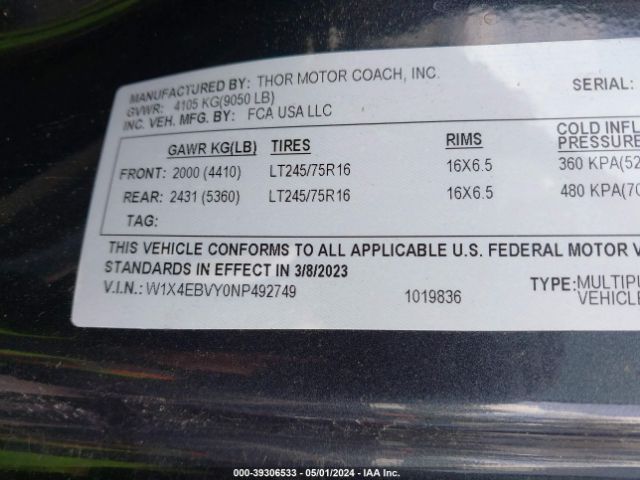 MANUFACTURED BY: THOR MOTOR COACH, INC.
SERIAL:
GVWR: 4105 KG(9050 LB)
INC. VEH. MFG. BY: FCA USA LLC
GAWR KG(LB) TIRES RIMS COLD INFL
PRESSURE
FRONT: 2000 (4410) LT245/75R16 16X6.5 360 KPA(52
REAR: 2431 (5360) LT245/75R16 16X6.5 480 KPA(70
TAG:
THIS VEHICLE CONFORMS TO ALL APPLICABLE U.S. FEDERAL MOTOR V
STANDARDS IN EFFECT IN 3/8/2023
V.I.N.: W1X4EBVY0NP492749 1019836 TYPE: MULTIPU
VEHICLE
000-39306533 - 05/01/2024 - IAA Inc.